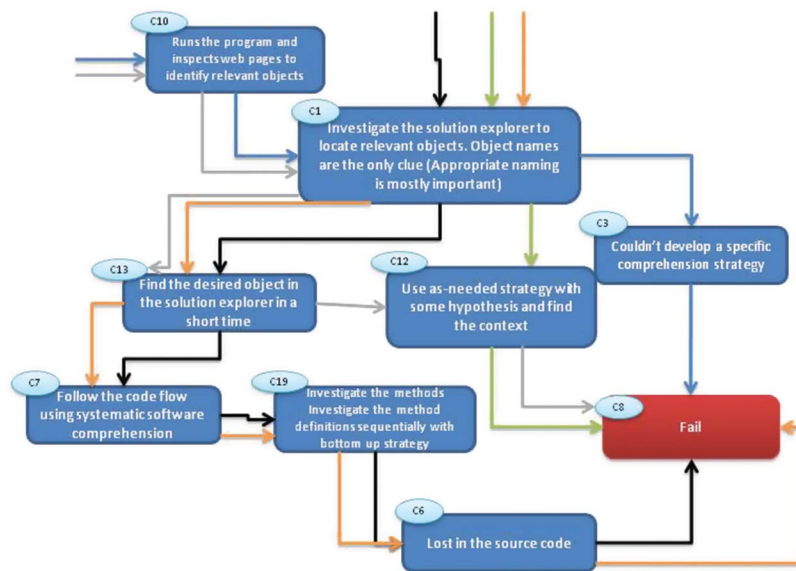 C10
Runs the program and
inspects web pages to
identify relevant objects
C1
Investigate the solution explorer to
locate relevant objects. Object names
are the only clue (Appropriate naming
is mostly important)
C3
Couldn't develop a specific
comprehension strategy
C13
Find the desired object in
the solution explorer in a
short time
C12
Use as-needed strategy with
some hypothesis and find
the context
C7
Follow the code flow
using systematic software
comprehension
C19
Investigate the methods
Investigate the method
definitions sequentially with
bottom up strategy
C8
Fail
C6
Lost in the source code